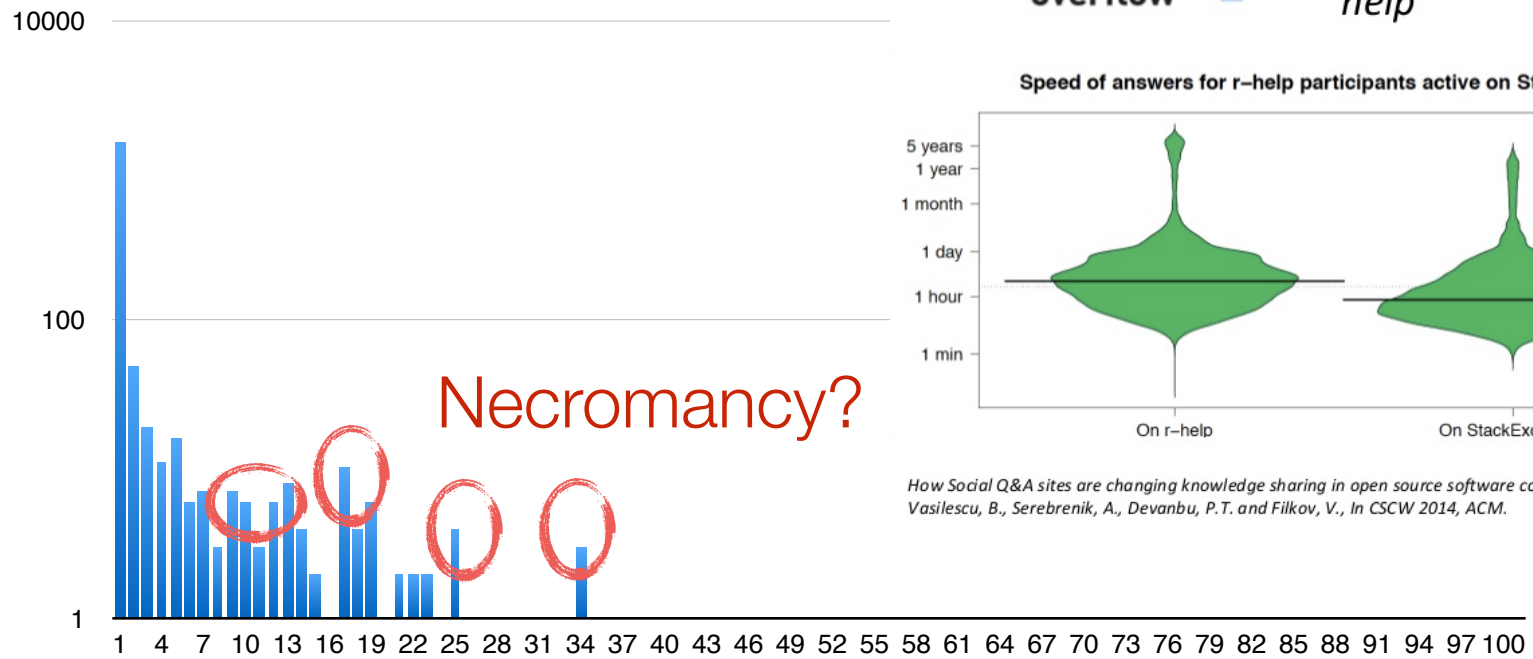 10000
100
1
Necromancy?
1 4 7 10 13 16 19 22 25 28 31 34 37 40 43 46 49 52 55 58 61 64 67 70 73 76 79 82 85 88 91 94 97 100
overflow help
Speed of answers for r–help participants active on St
5 years
1 year
1 month
1 day
1 hour
1 min
On r–help On StackExc
How Social Q&A sites are changing knowledge sharing in open source software co
Vasilescu, B., Serebrenik, A., Devanbu, P.T. and Filkov, V., In CSCW 2014, ACM.